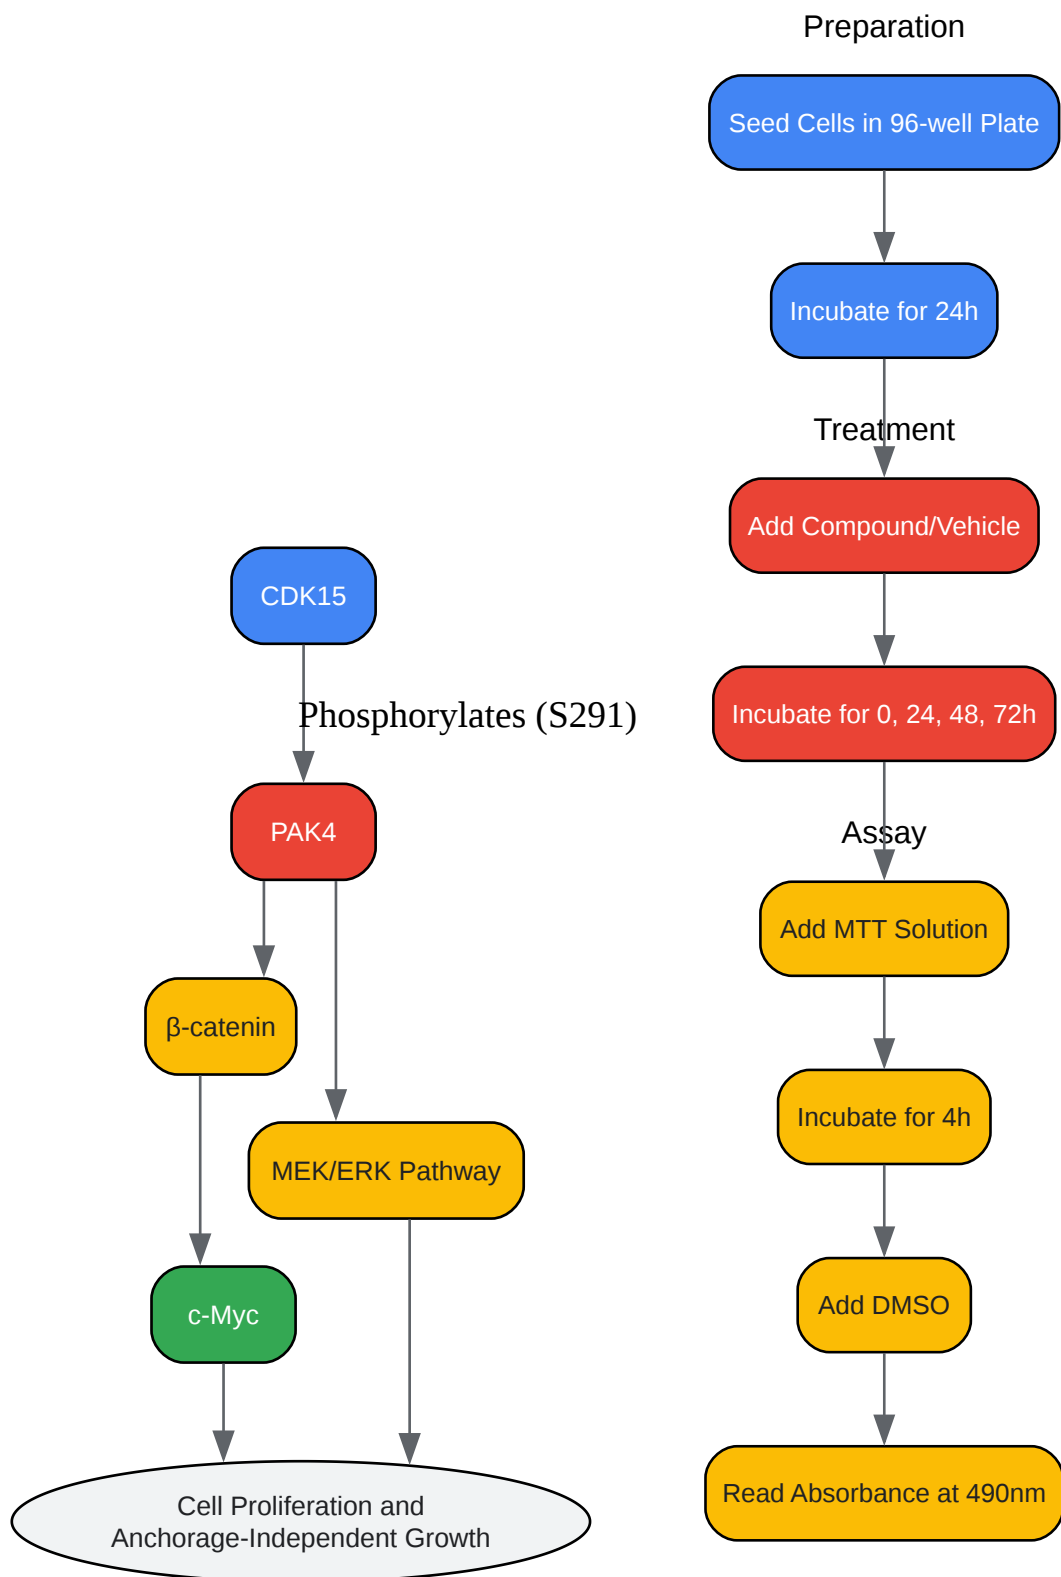 Preparation
Seed Cells in 96-well Plate
Incubate for 24h
Treatment
Add Compound/Vehicle
Incubate for 0, 24, 48, 72h
Assay
Add MTT Solution
Incubate for 4h
Add DMSO
Read Absorbance at 490nm
CDK15
Phosphorylates (S291)
PAK4
β-catenin
MEK/ERK Pathway
c-Myc
Cell Proliferation and
Anchorage-Independent Growth